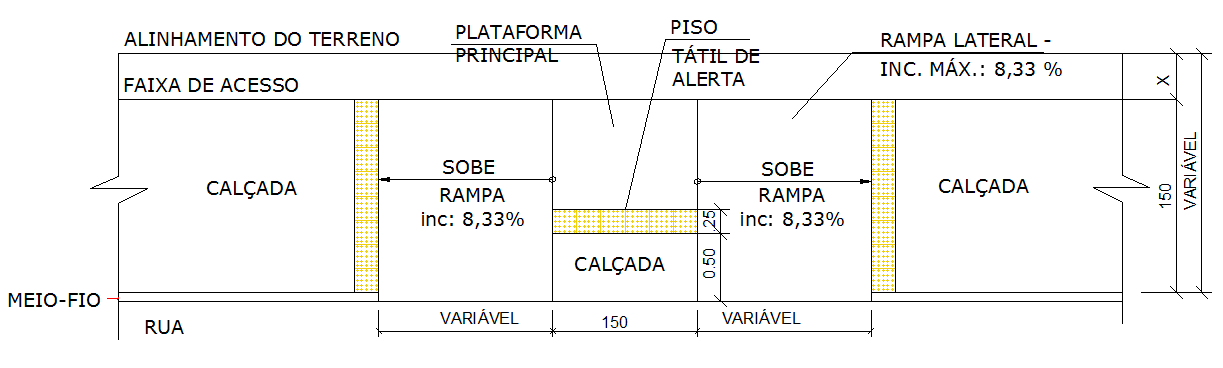 ALINHAMENTO DO TERRENO
PLATAFORMA
PRINCIPAL
PISO
TÁTIL DE
ALERTA
RAMPA LATERAL -
INC. MÁX.: 8,33 %
FAIXA DE ACESSO
X
CALÇADA
SOBE
RAMPA
inc: 8,33%
SOBE
RAMPA
inc: 8,33%
CALÇADA
150
VARIÁVEL
25
0.50
CALÇADA
MEIO-FIO
RUA
VARIÁVEL
150
VARIÁVEL